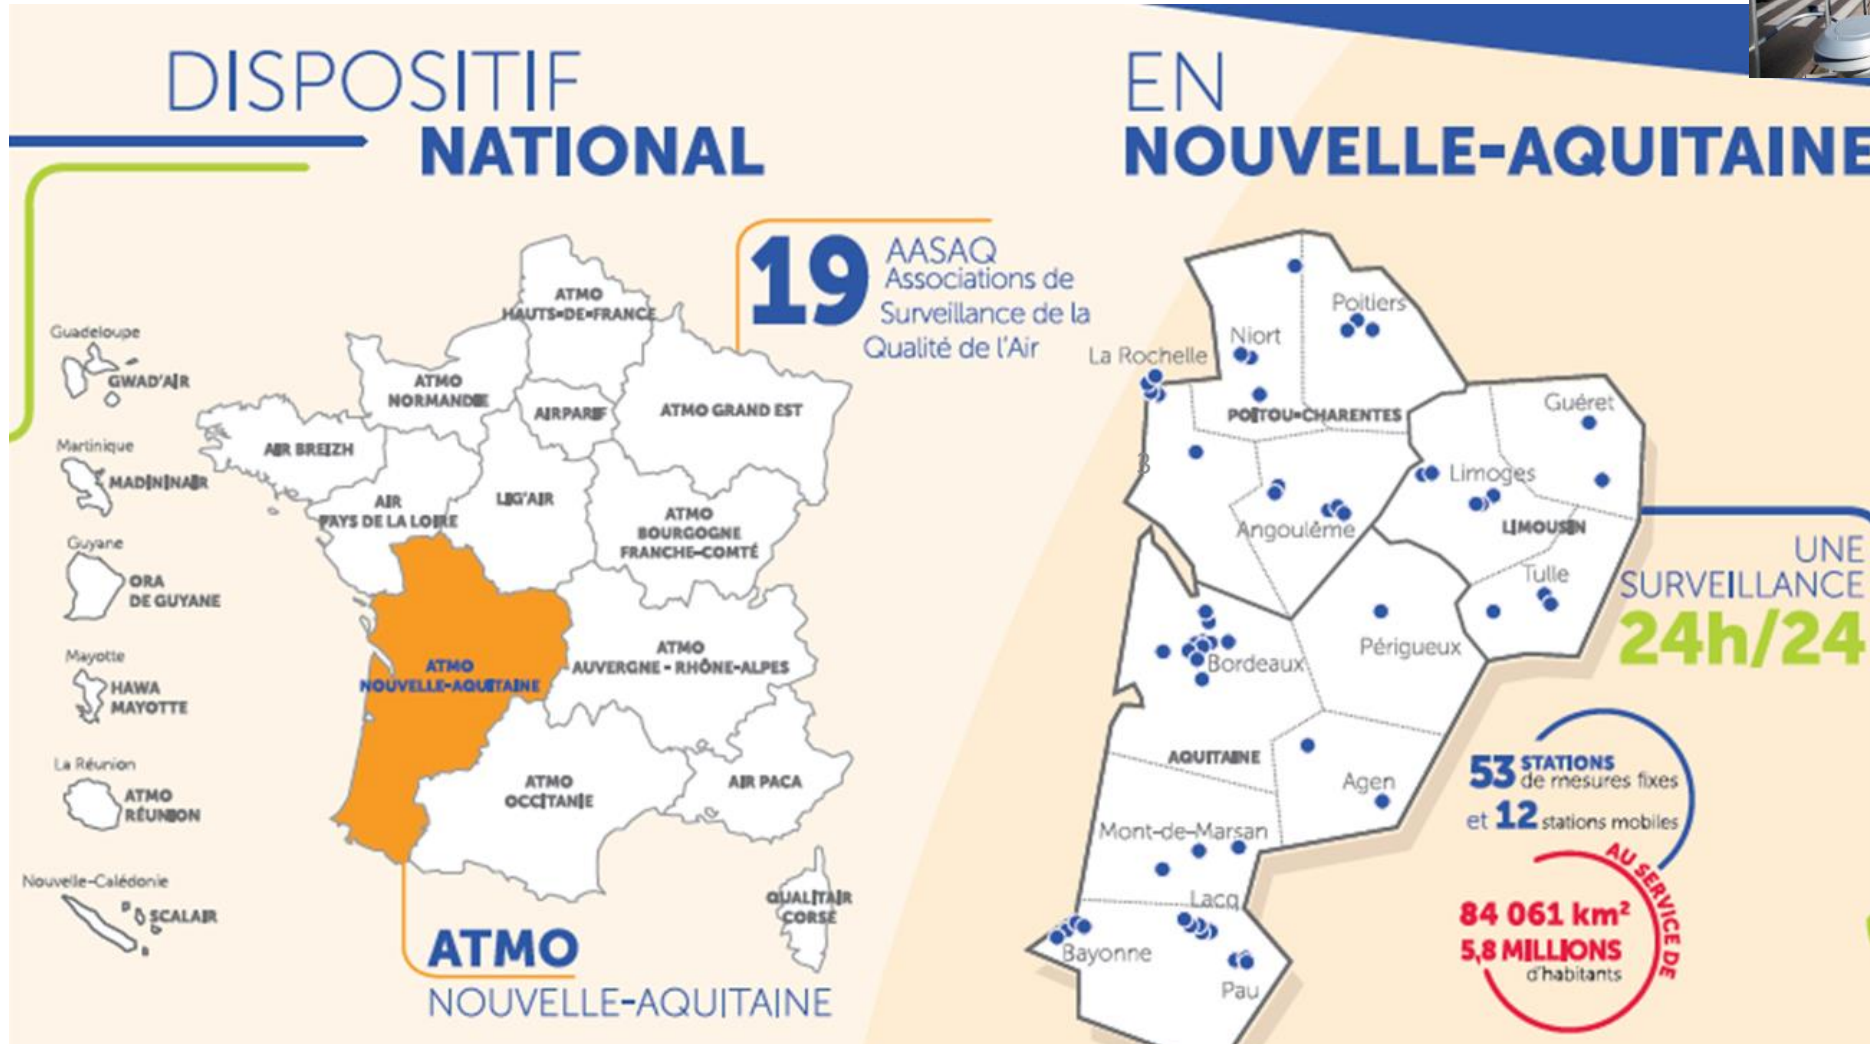 DISPOSITIF
NATIONAL
19
AASAQ
Associations de
Surveillance de la
Qualité de l'Air
Guadeloupe
GWAD'AIR
Martinique
MADININAIR
Guyane
ORA
DE GUYANE
Mayotte
HAWA
MAYOTTE
La Réunion
ATMO
RÉUNION
Nouvelle-Calédonie
SCALAIR
ATMO
HAUTS-DE-FRANCE
ATMO
NORMANDIE
AIRPARIF
ATMO GRAND EST
AIR BREIZH
AIR
PAYS DE LA LOIRE
LIG'AIR
ATMO
BOURGOGNE
FRANCHE-COMTÉ
ATMO
NOUVELLE-AQUITAINE
ATMO
AUVERGNE - RHÔNE-ALPES
ATMO
OCCITANIE
AIR PACA
QUALITAIR
CORSE
ATMO
NOUVELLE-AQUITAINE
EN
NOUVELLE-AQUITAINE
Poitiers
Niort
La Rochelle
POITOU-CHARENTES
Guéret
3
Limoges
Angoulême
LIMOUSIN
Tulle
Périgueux
Bordeaux
AQUITAINE
Agen
Mont-de-Marsan
Lacq
Bayonne
Pau
UNE
SURVEILLANCE
24h/24
53 STATIONS
de mesures fixes
et 12 stations mobiles
AU SERVICE DE
84 061 km²
5,8 MILLIONS
d'habitants